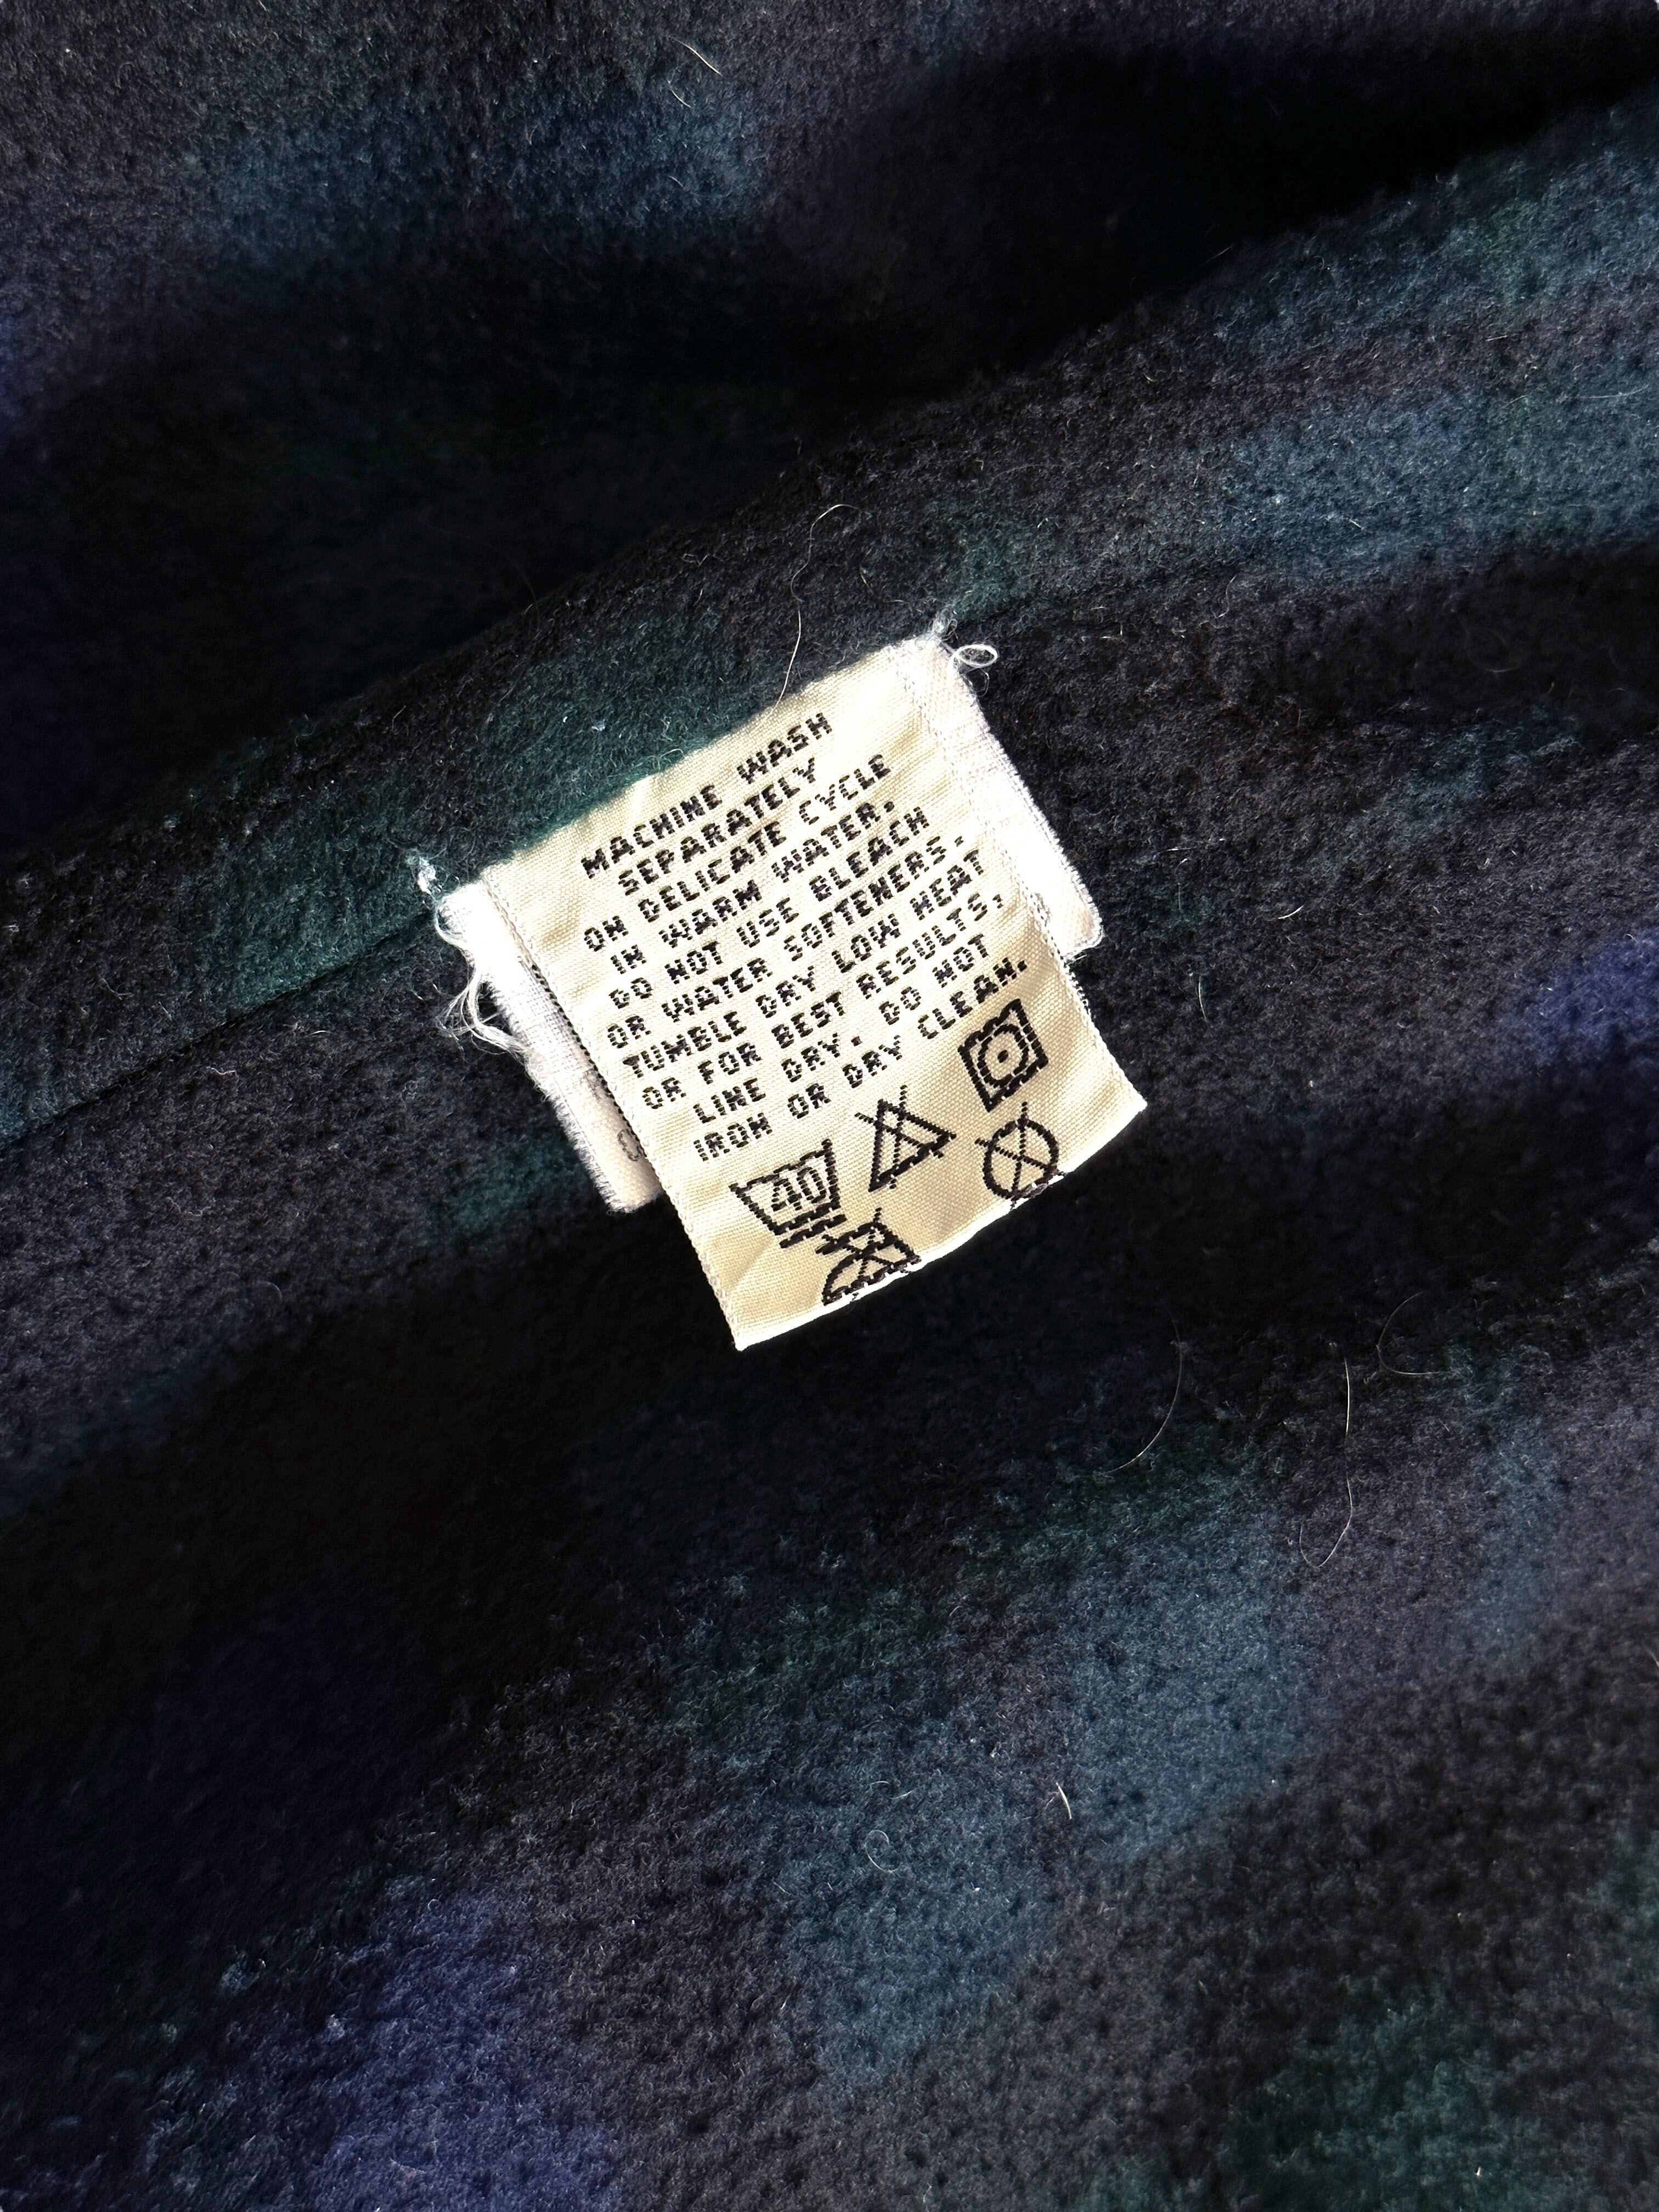 MACHINE WASH
SEPARATELY
ON DELICATE CYCLE
IN WARM WATER.
DO NOT USE BLEACH
OR WATER SOFTENERS.
TUMBLE DRY LOW HEAT
OR FOR BEST RESULTS,
LINE DRY. DO NOT
IRON OR DRY CLEAN.
40